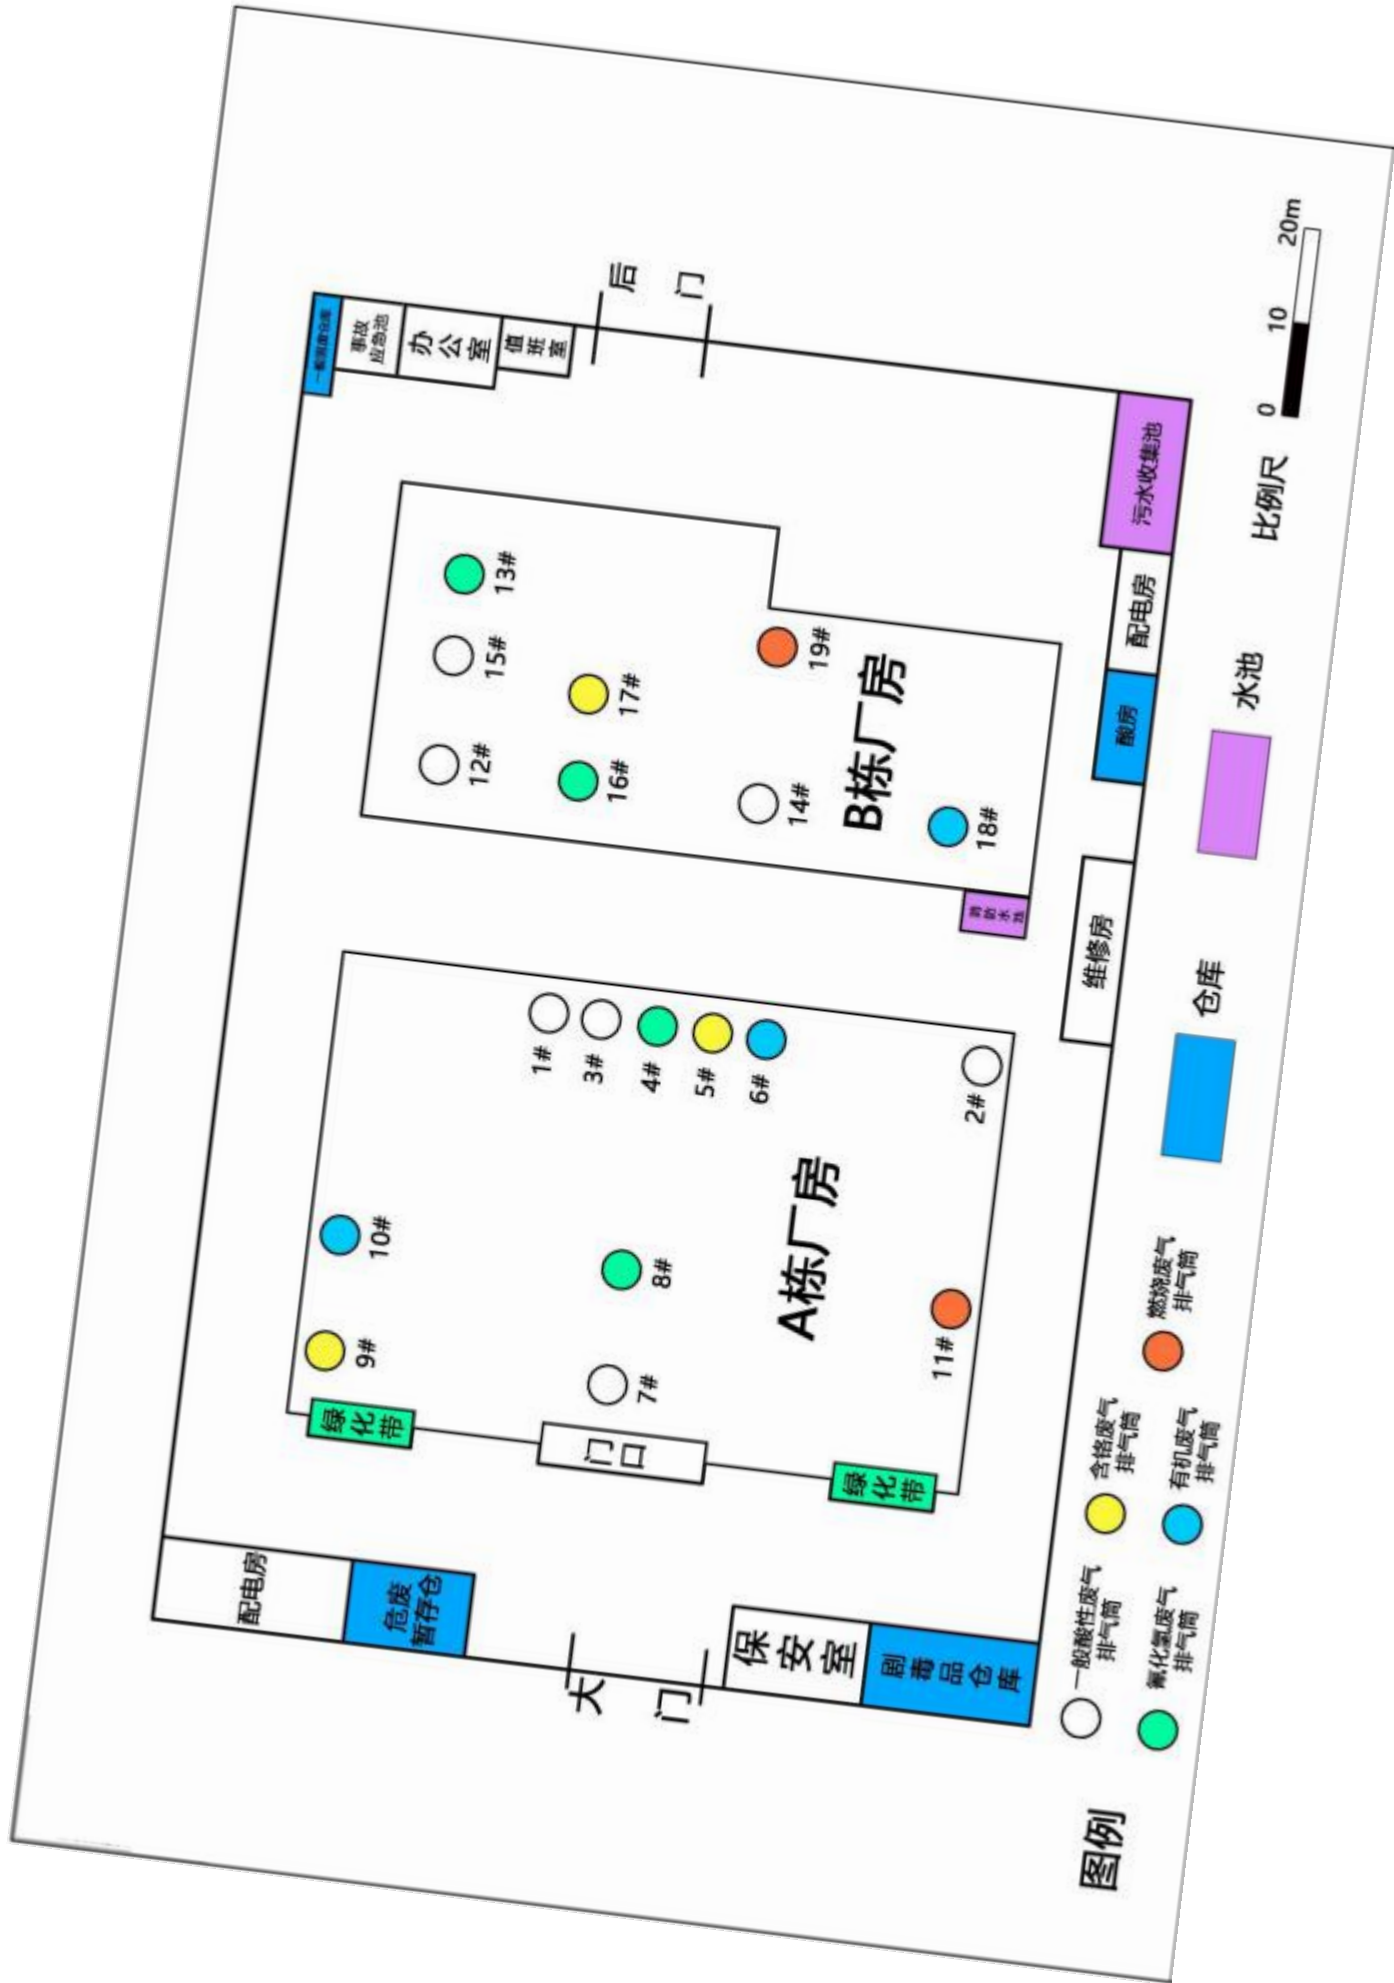 一般固废仓库
事故
应急池
办公室
值班室
后门
13#
15#
12#
17#
16#
19#
14#
18#
B栋厂房
消防水池
污水收集池
配电房
酸房
维修房
1#
3#
4#
5#
6#
2#
10#
9#
8#
7#
11#
A栋厂房
绿化带
门口
绿化带
配电房
危废
暂存仓
大门
保安室
剧毒品仓库
图例
一般酸性废气
排气筒
含铬废气
排气筒
燃烧废气
排气筒
氰化氢废气
排气筒
有机废气
排气筒
仓库
水池
比例尺
0 10 20m